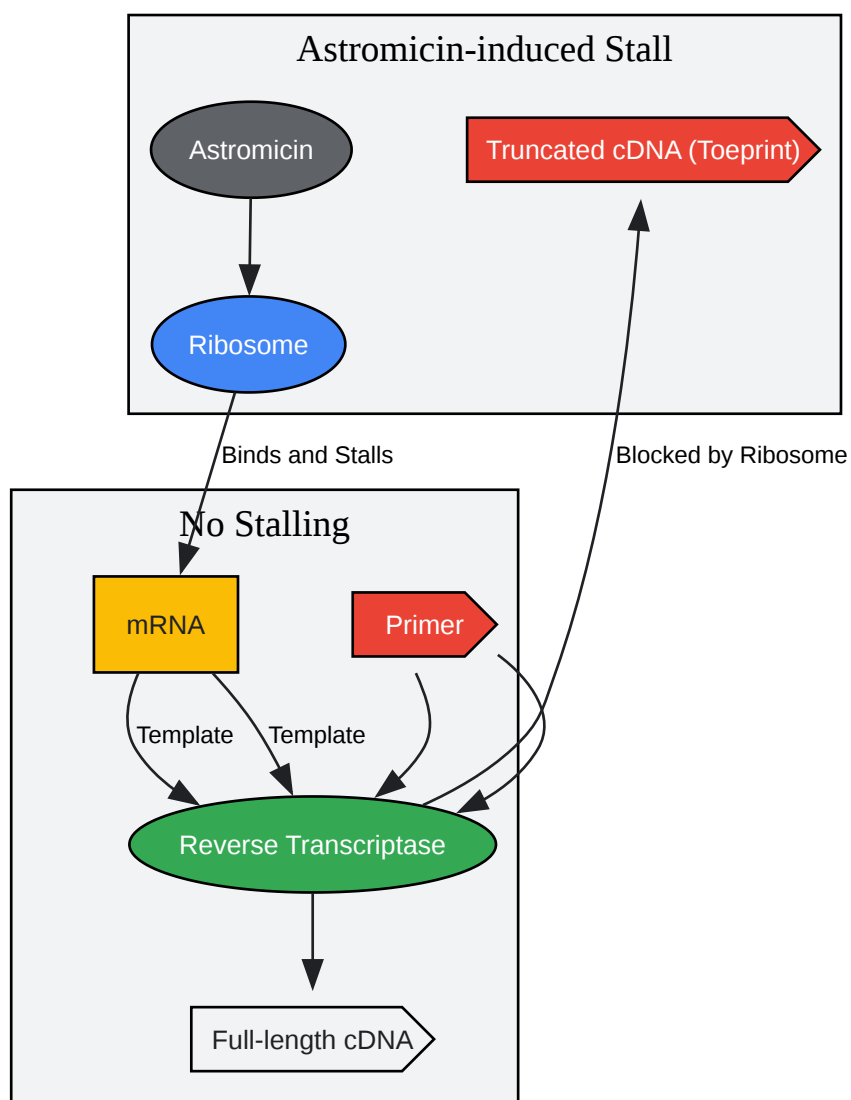 Astromicin-induced Stall
Astromicin
Truncated cDNA (Toeprint)
Ribosome
Binds and Stalls
Blocked by Ribosome
No Stalling
mRNA
Primer
Template
Template
Reverse Transcriptase
Full-length cDNA